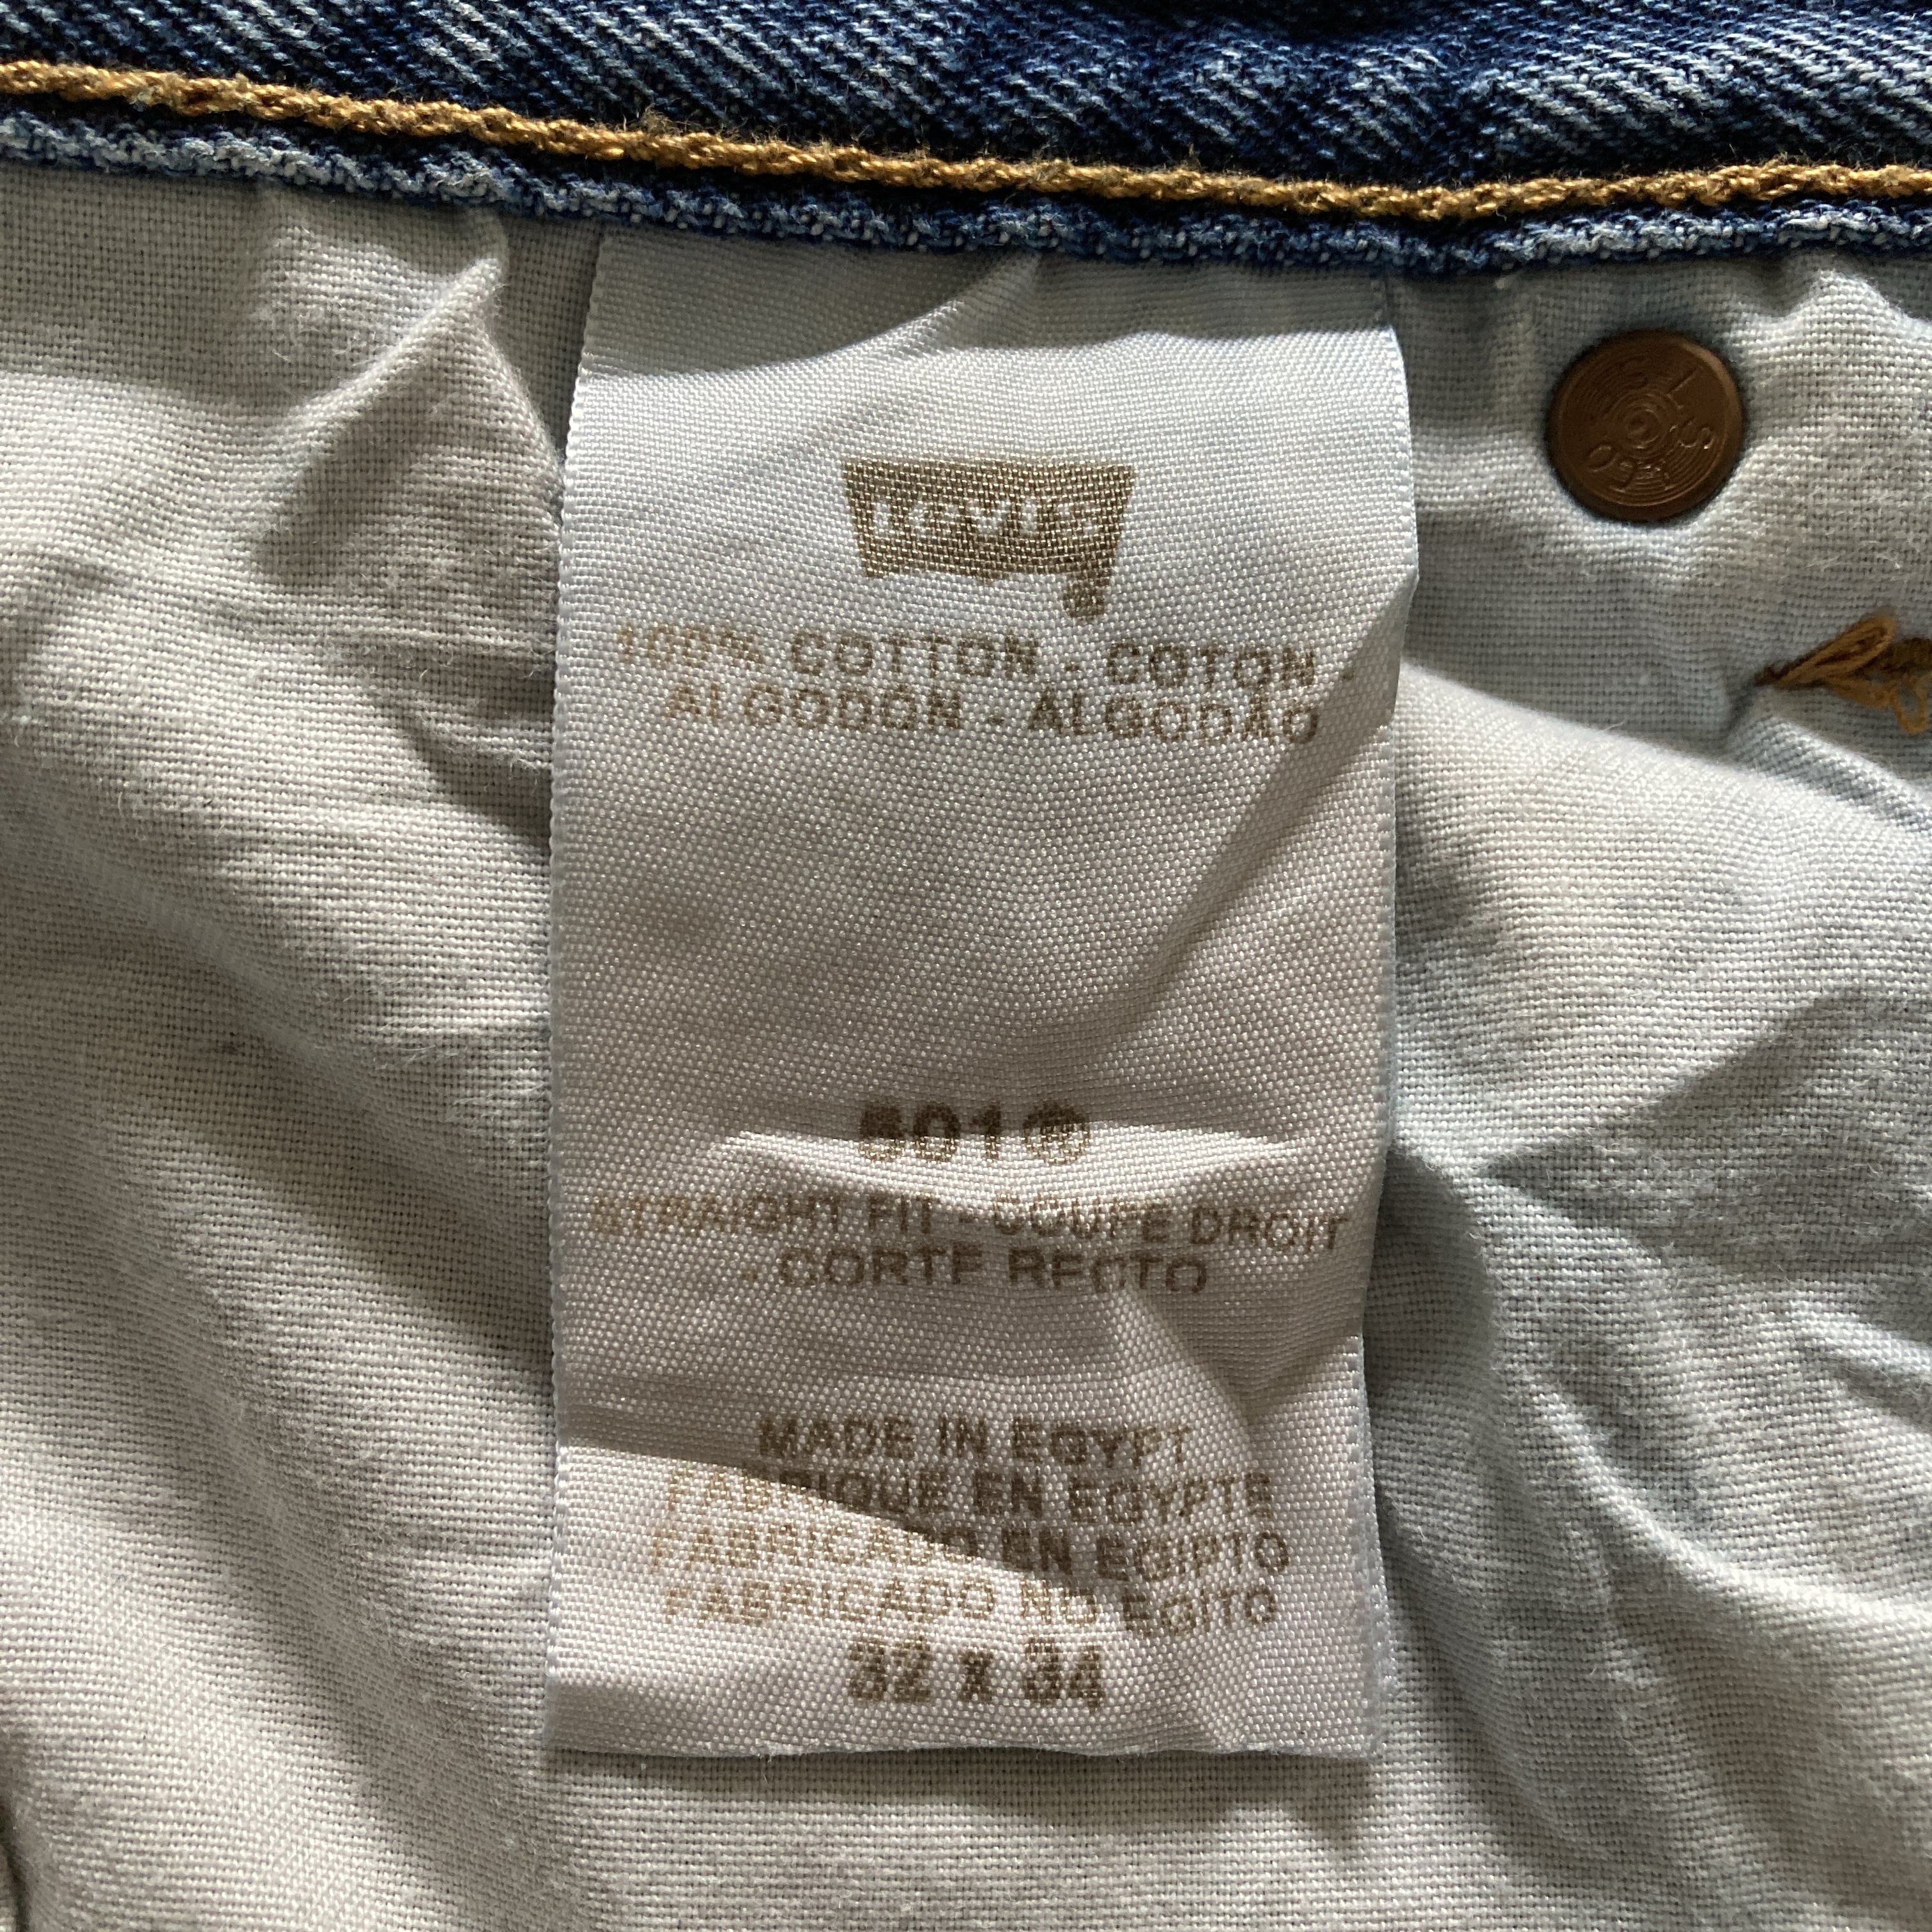 Levi's
100% COTTON - COTON -
ALGODÓN - ALGODÃO
501®
STRAIGHT FIT - COUPE DROIT
- CORTE RECTO
MADE IN EGYPT
FABRIQUE EN EGYPTE
FABRICADO EN EGIPTO
FABRICADO NO EGITO
32 x 34